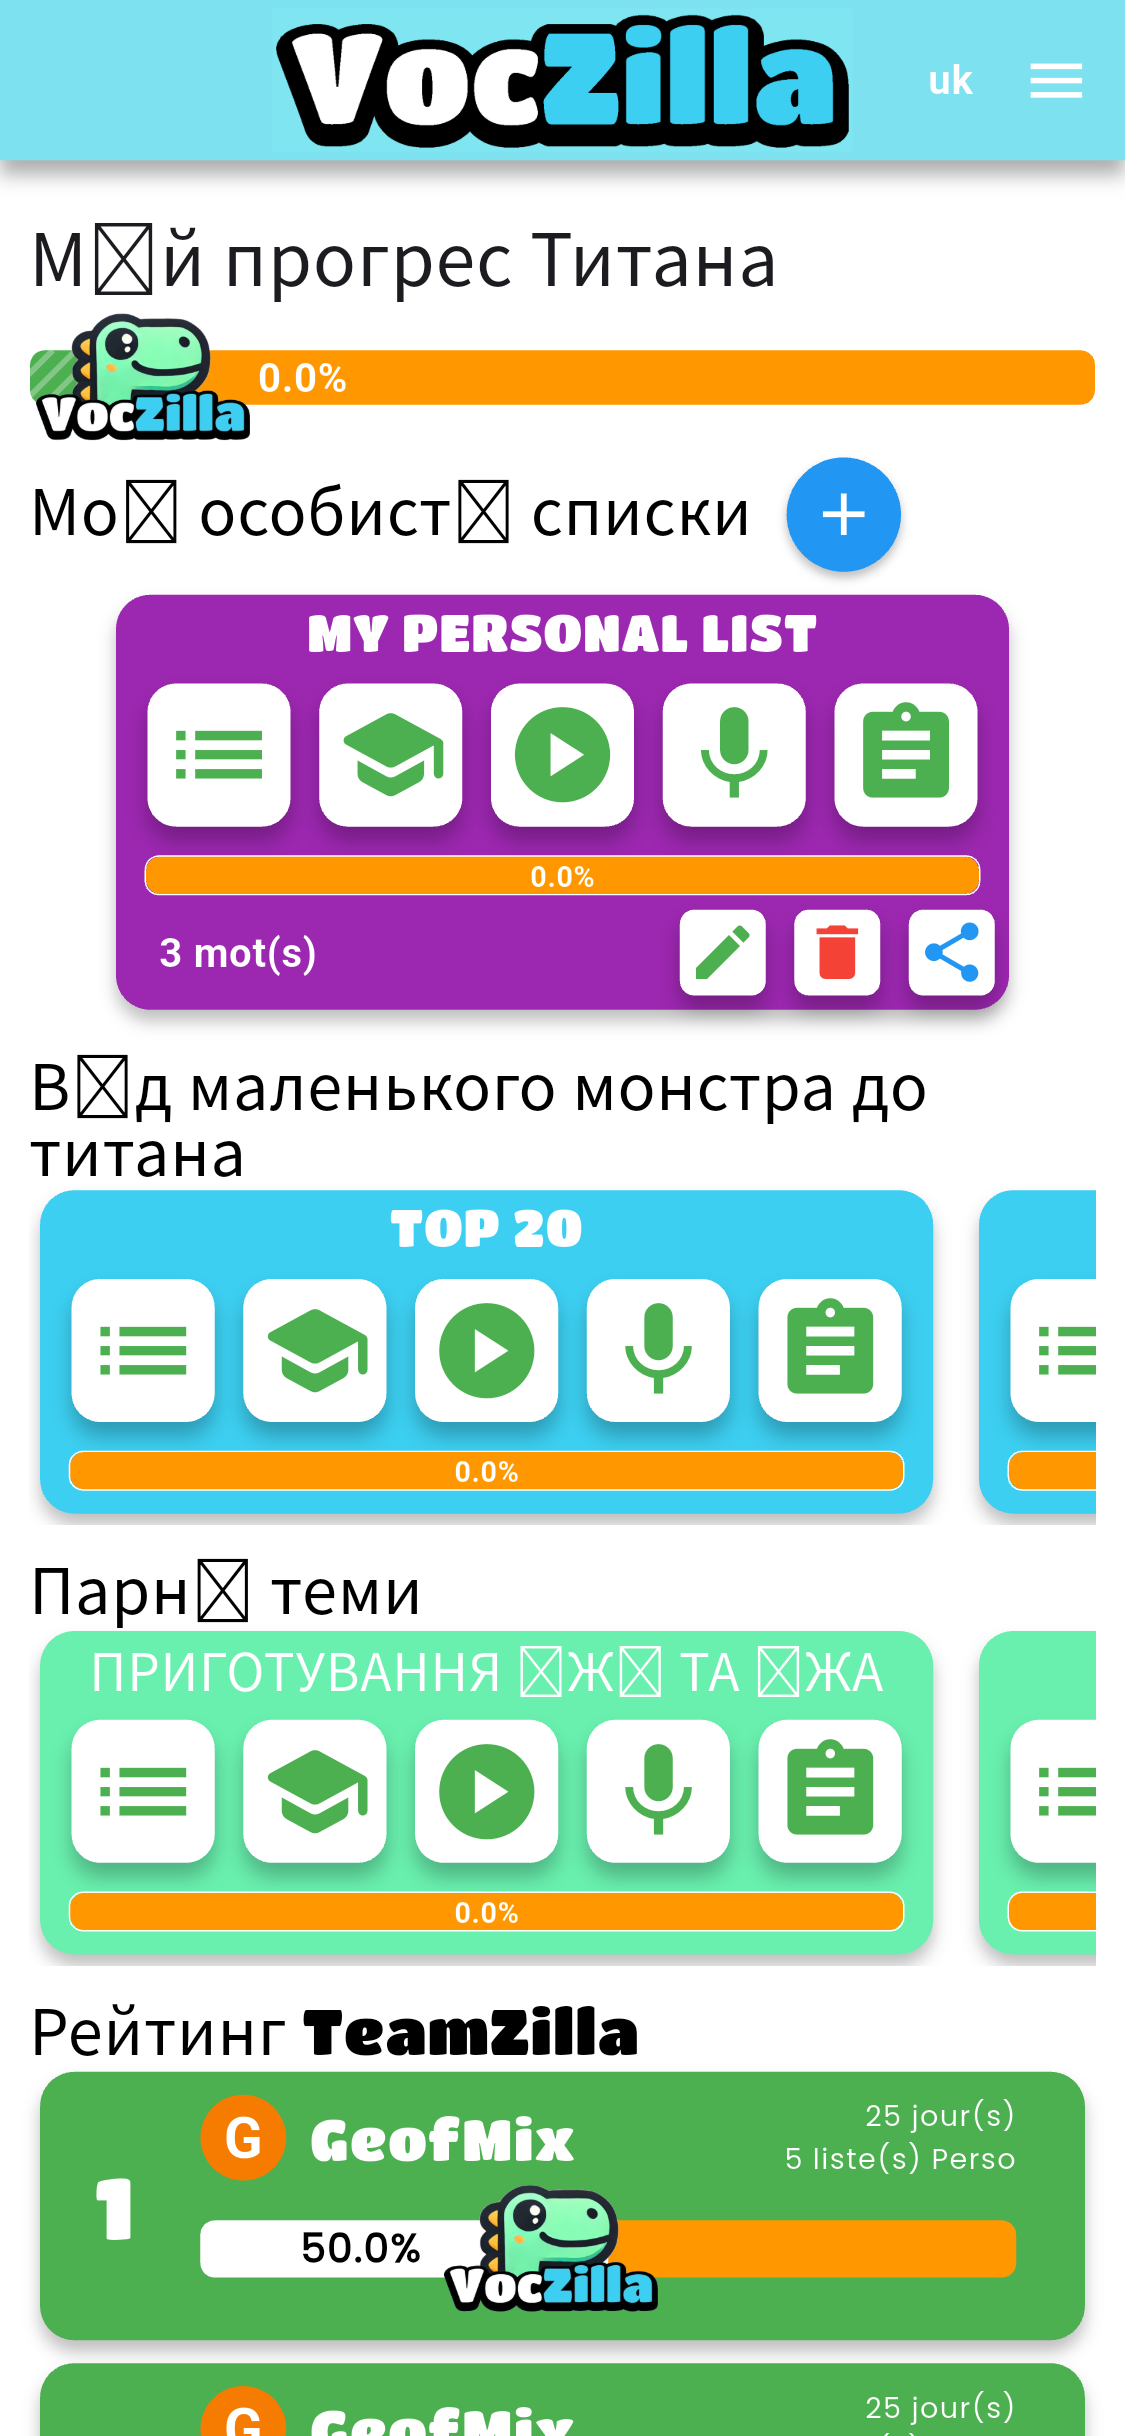 VocZilla
uk
М☒й прогрес Титана
0.0%
VocZilla
Мо☒ особист☒ списки
MY PERSONAL LIST
0.0%
3 mot(s)
В☒д маленького монстра до
титана
TOP 20
0.0%
Парн☒ теми
ПРИГОТУВАННЯ ☒Ж☒ ТА ☒ЖА
0.0%
Рейтинг TeamZilla
G GeofMix
25 jour(s)
5 liste(s) Perso
1
50.0%
VocZilla
G GeofMix
25 jour(s)